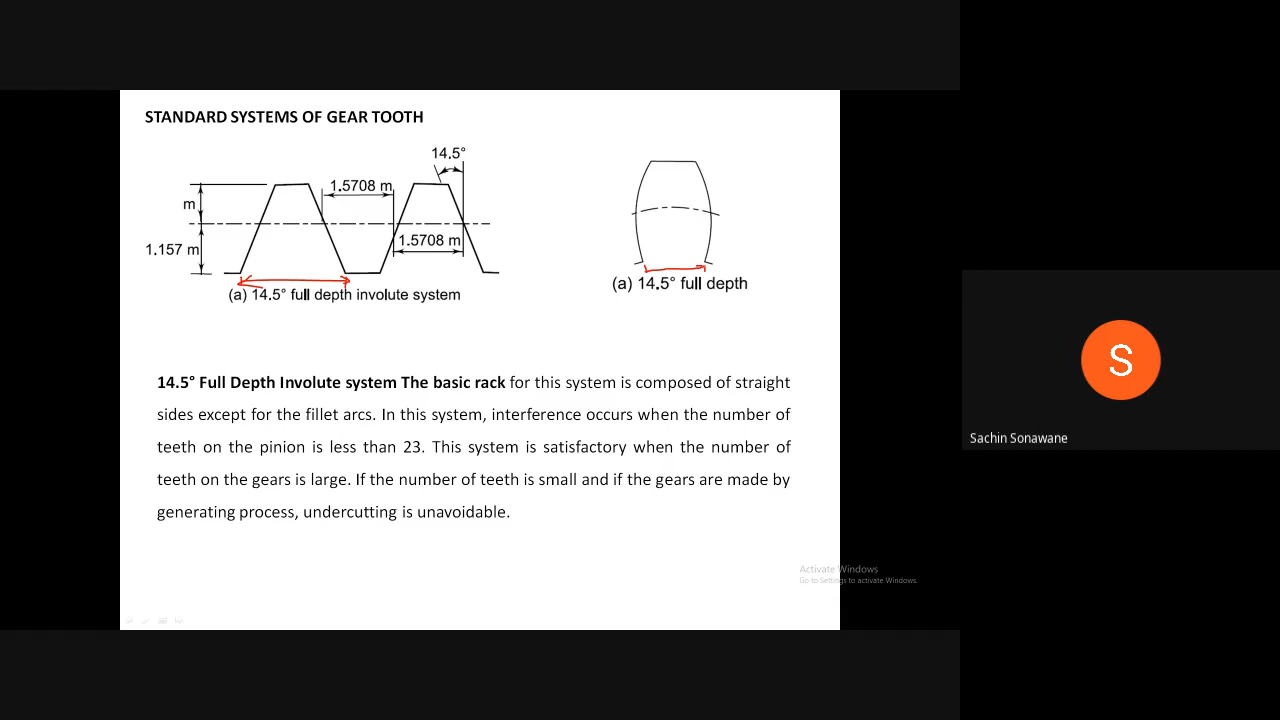 STANDARD SYSTEMS OF GEAR TOOTH
14.5°
1.5708 m
m
1.157 m
1.5708 m
(a) 14.5° full depth involute system
(a) 14.5° full depth
14.5° Full Depth Involute system The basic rack for this system is composed of straight
sides except for the fillet arcs. In this system, interference occurs when the number of
teeth on the pinion is less than 23. This system is satisfactory when the number of
teeth on the gears is large. If the number of teeth is small and if the gears are made by
generating process, undercutting is unavoidable.
S
Sachin Sonawane
Activate Windows
Go to Settings to activate Windows.